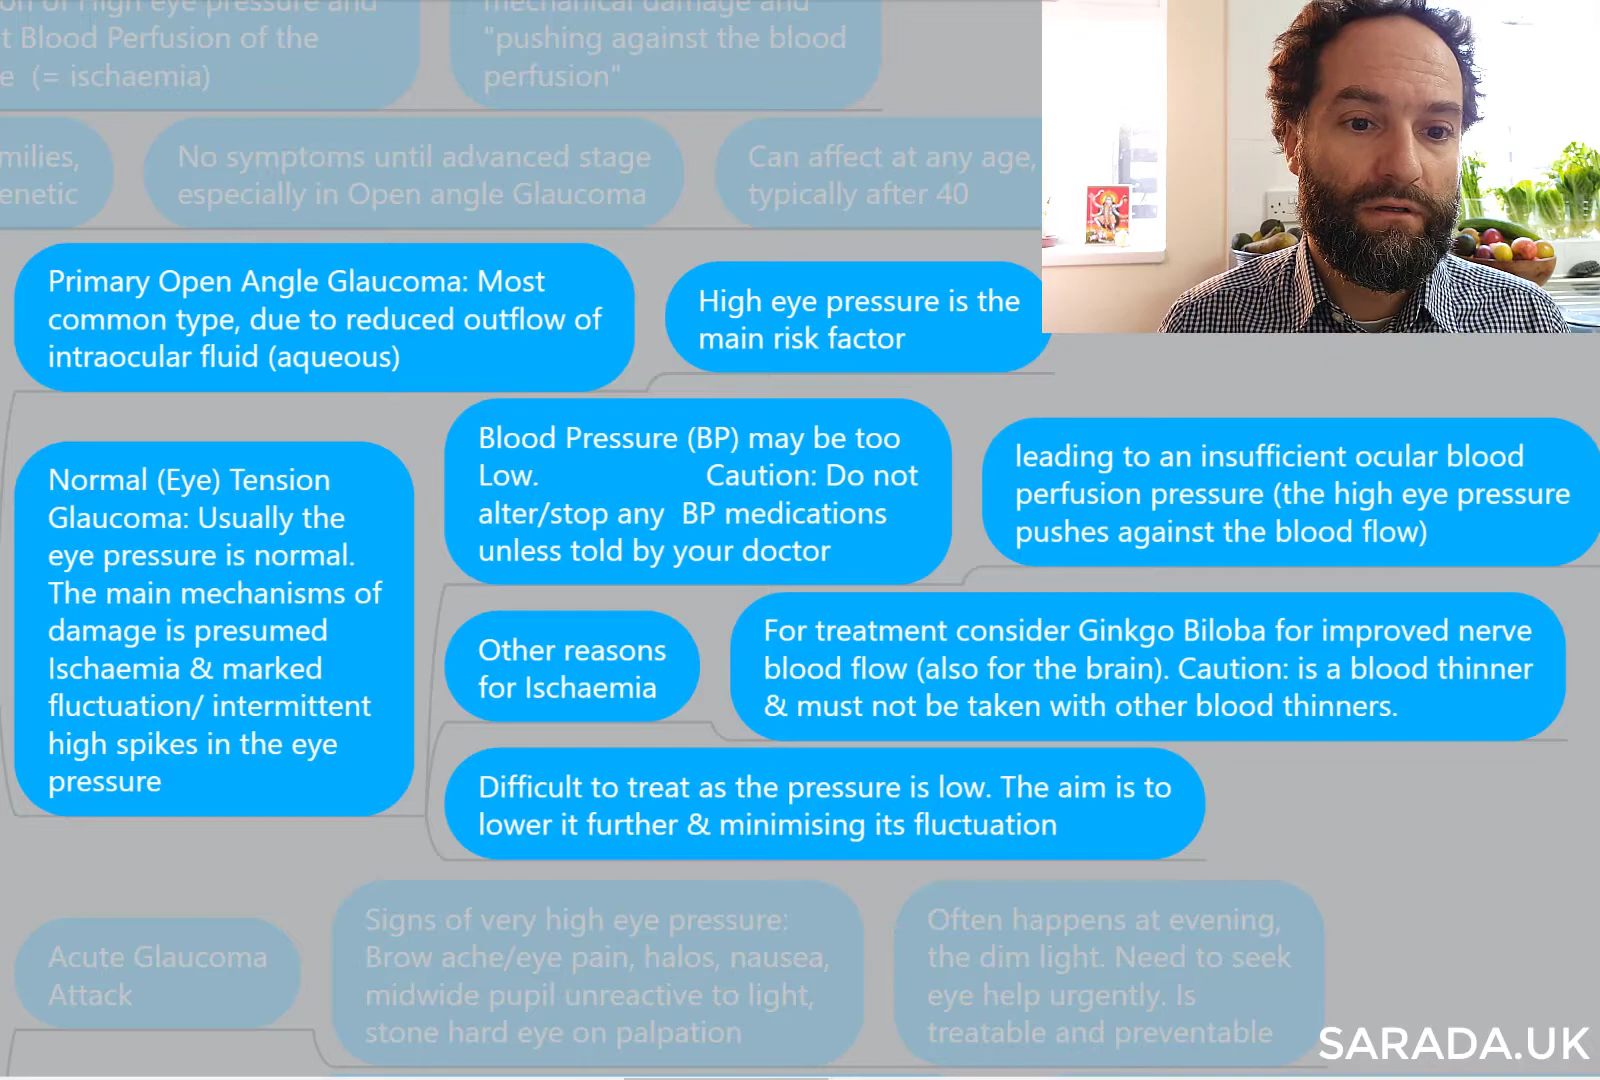 on of High eye pressure and
t Blood Perfusion of the
e (= ischaemia)
mechanical damage and
"pushing against the blood
perfusion"
milies,
enetic
No symptoms until advanced stage
especially in Open angle Glaucoma
Can affect at any age,
typically after 40
Primary Open Angle Glaucoma: Most
common type, due to reduced outflow of
intraocular fluid (aqueous)
High eye pressure is the
main risk factor
Normal (Eye) Tension
Glaucoma: Usually the
eye pressure is normal.
The main mechanisms of
damage is presumed
Ischaemia & marked
fluctuation/ intermittent
high spikes in the eye
pressure
Blood Pressure (BP) may be too
Low. Caution: Do not
alter/stop any BP medications
unless told by your doctor
leading to an insufficient ocular blood
perfusion pressure (the high eye pressure
pushes against the blood flow)
Other reasons
for Ischaemia
For treatment consider Ginkgo Biloba for improved nerve
blood flow (also for the brain). Caution: is a blood thinner
& must not be taken with other blood thinners.
Difficult to treat as the pressure is low. The aim is to
lower it further & minimising its fluctuation
Acute Glaucoma
Attack
Signs of very high eye pressure:
Brow ache/eye pain, halos, nausea,
midwide pupil unreactive to light,
stone hard eye on palpation
Often happens at evening,
the dim light. Need to seek
eye help urgently. Is
treatable and preventable
SARADA.UK